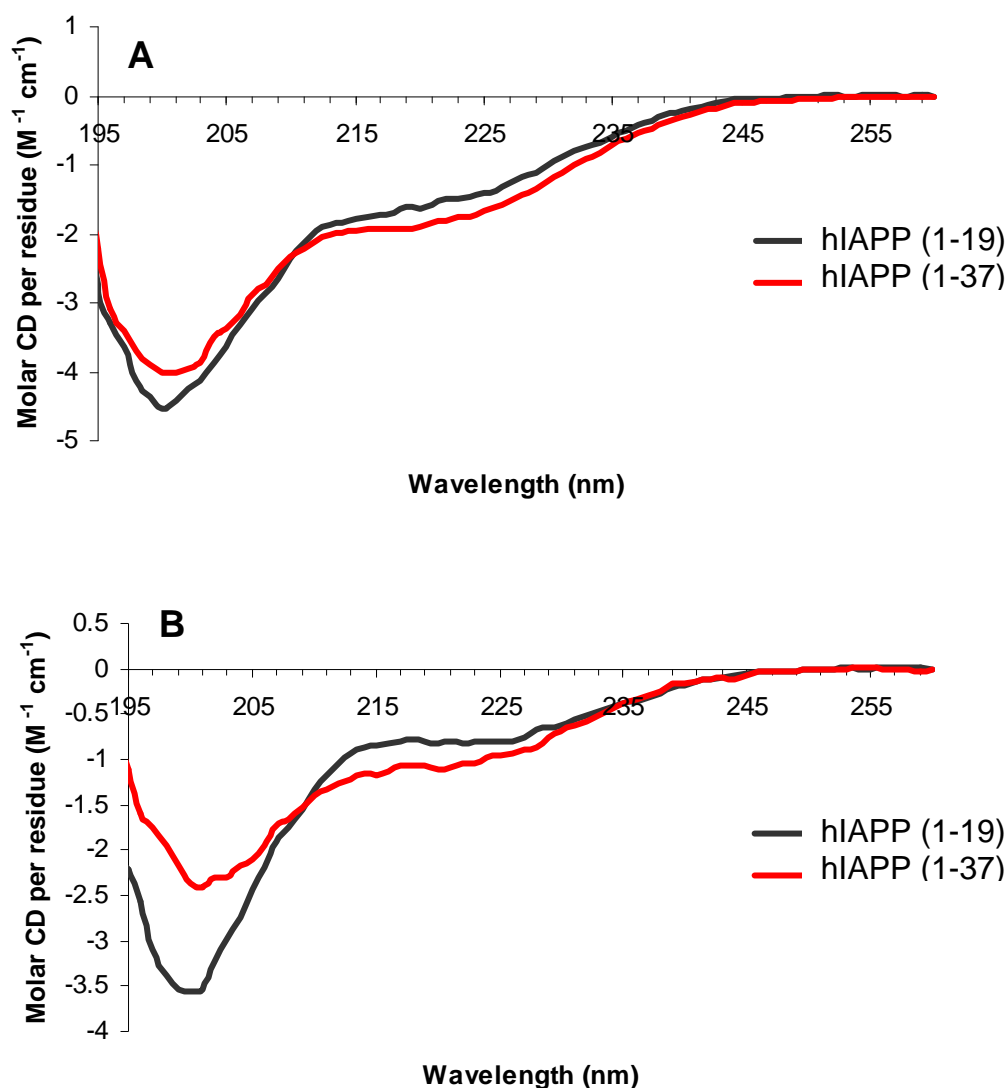 A
1
0
-1
-2
-3
-4
-5
195 205 215 225 235 245 255
Molar CD per residue (M⁻¹ cm⁻¹)
hIAPP (1-19)
hIAPP (1-37)
Wavelength (nm)
B
0.5
0
-0.5
-1
-1.5
-2
-2.5
-3
-3.5
-4
195 205 215 225 235 245 255
Molar CD per residue (M⁻¹ cm⁻¹)
hIAPP (1-19)
hIAPP (1-37)
Wavelength (nm)